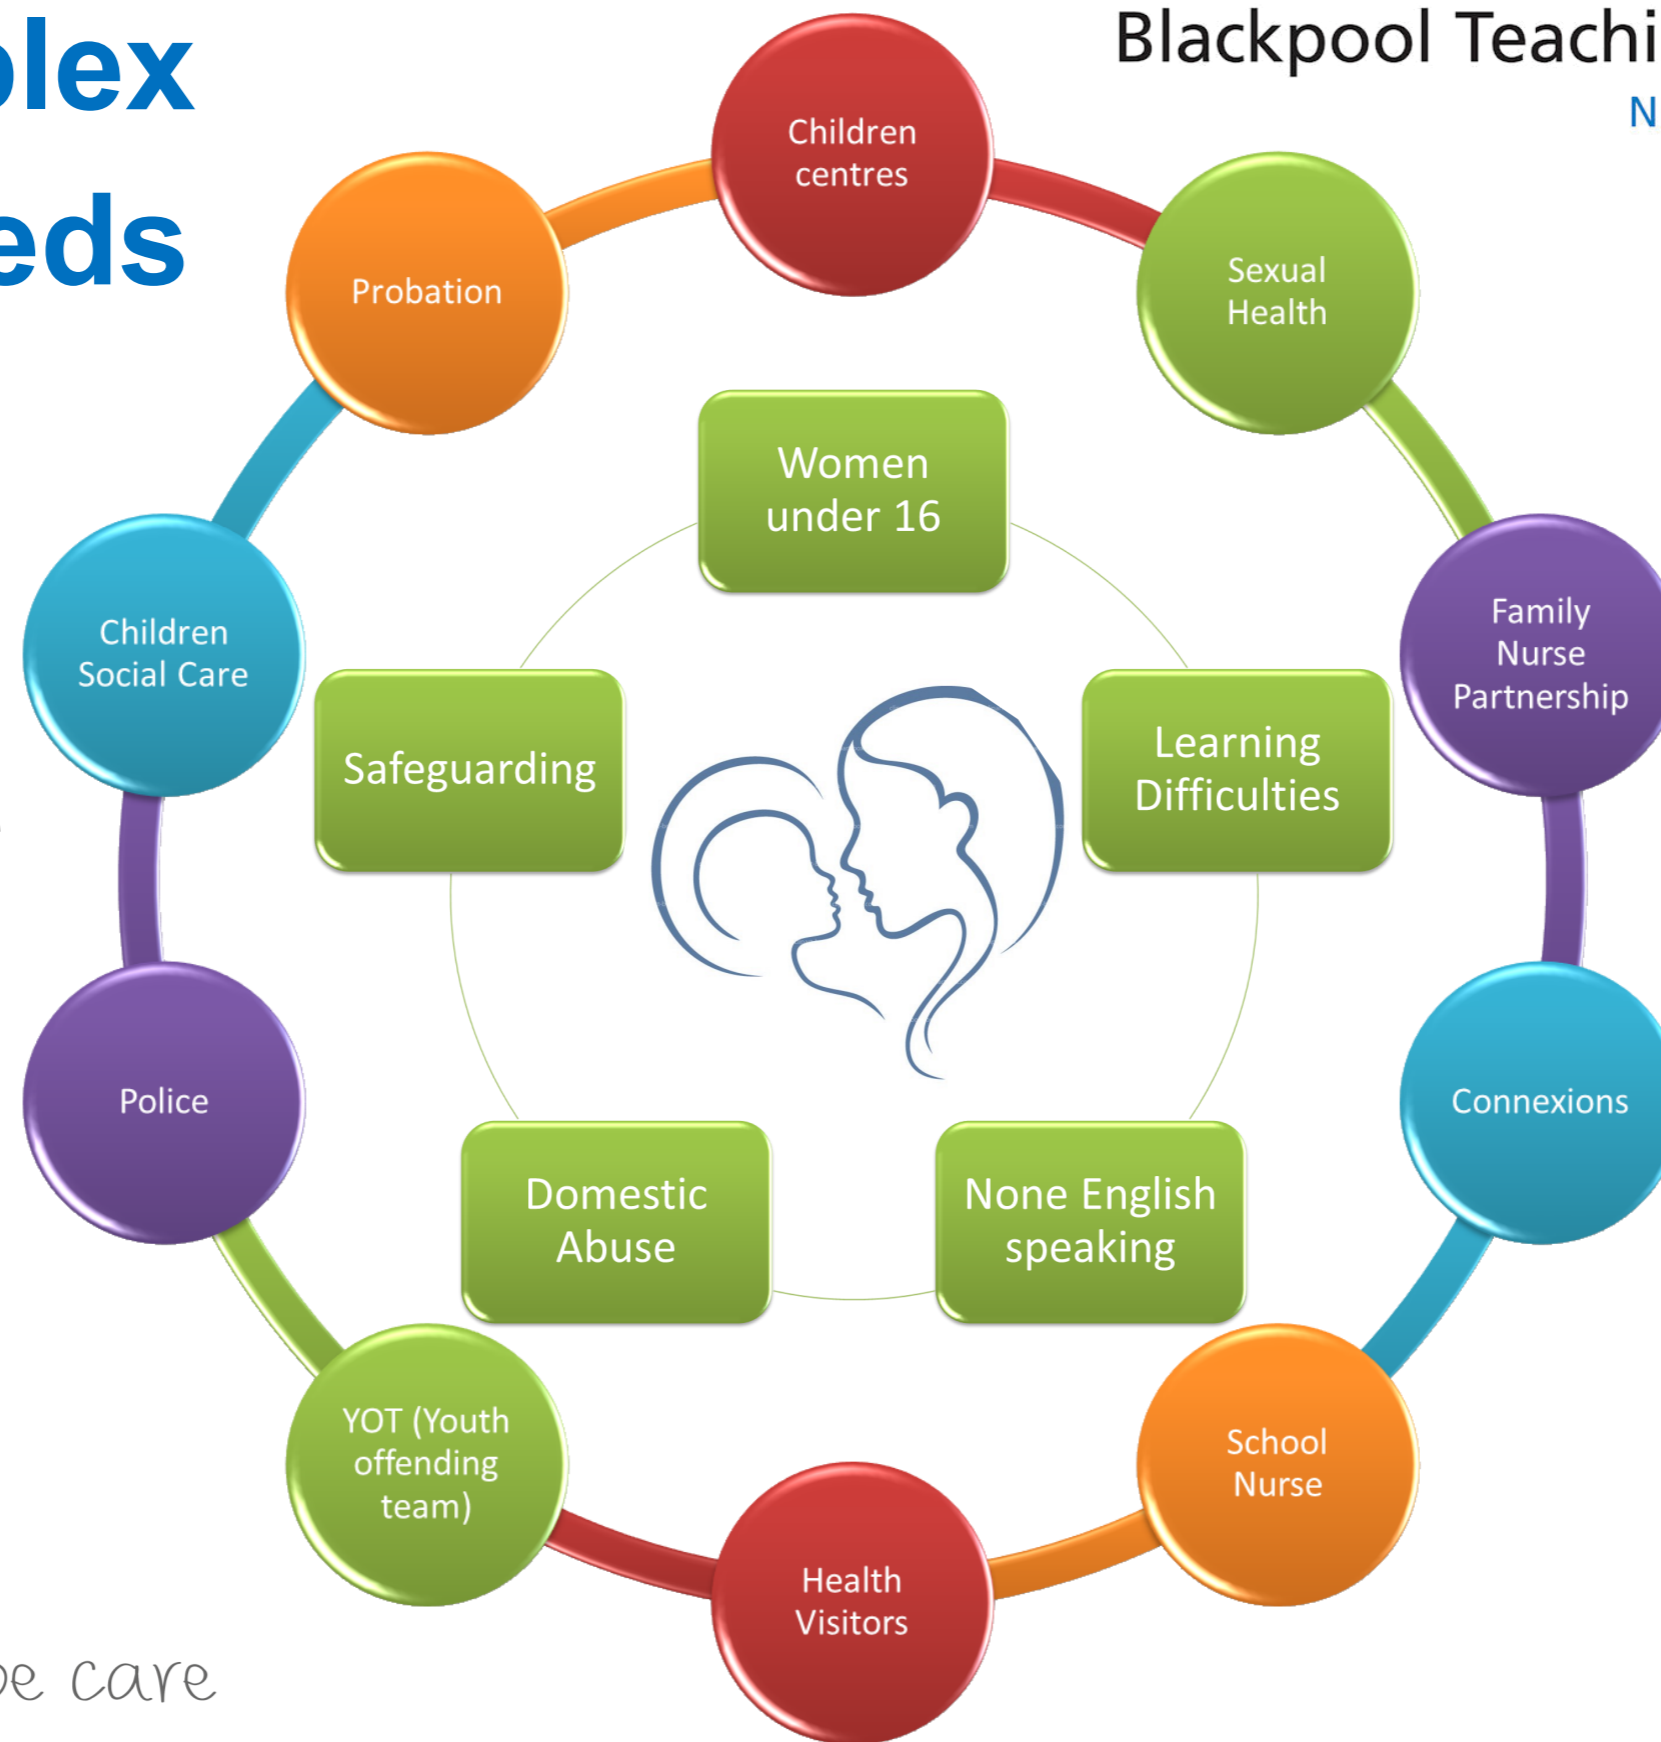 plex
eds
Blackpool Teachi
N
Children
centres
Sexual
Health
Family
Nurse
Partnership
Connexions
School
Nurse
Health
Visitors
YOT (Youth
offending
team)
Police
Children
Social Care
Probation
Women
under 16
Learning
Difficulties
None English
speaking
Domestic
Abuse
Safeguarding
be care